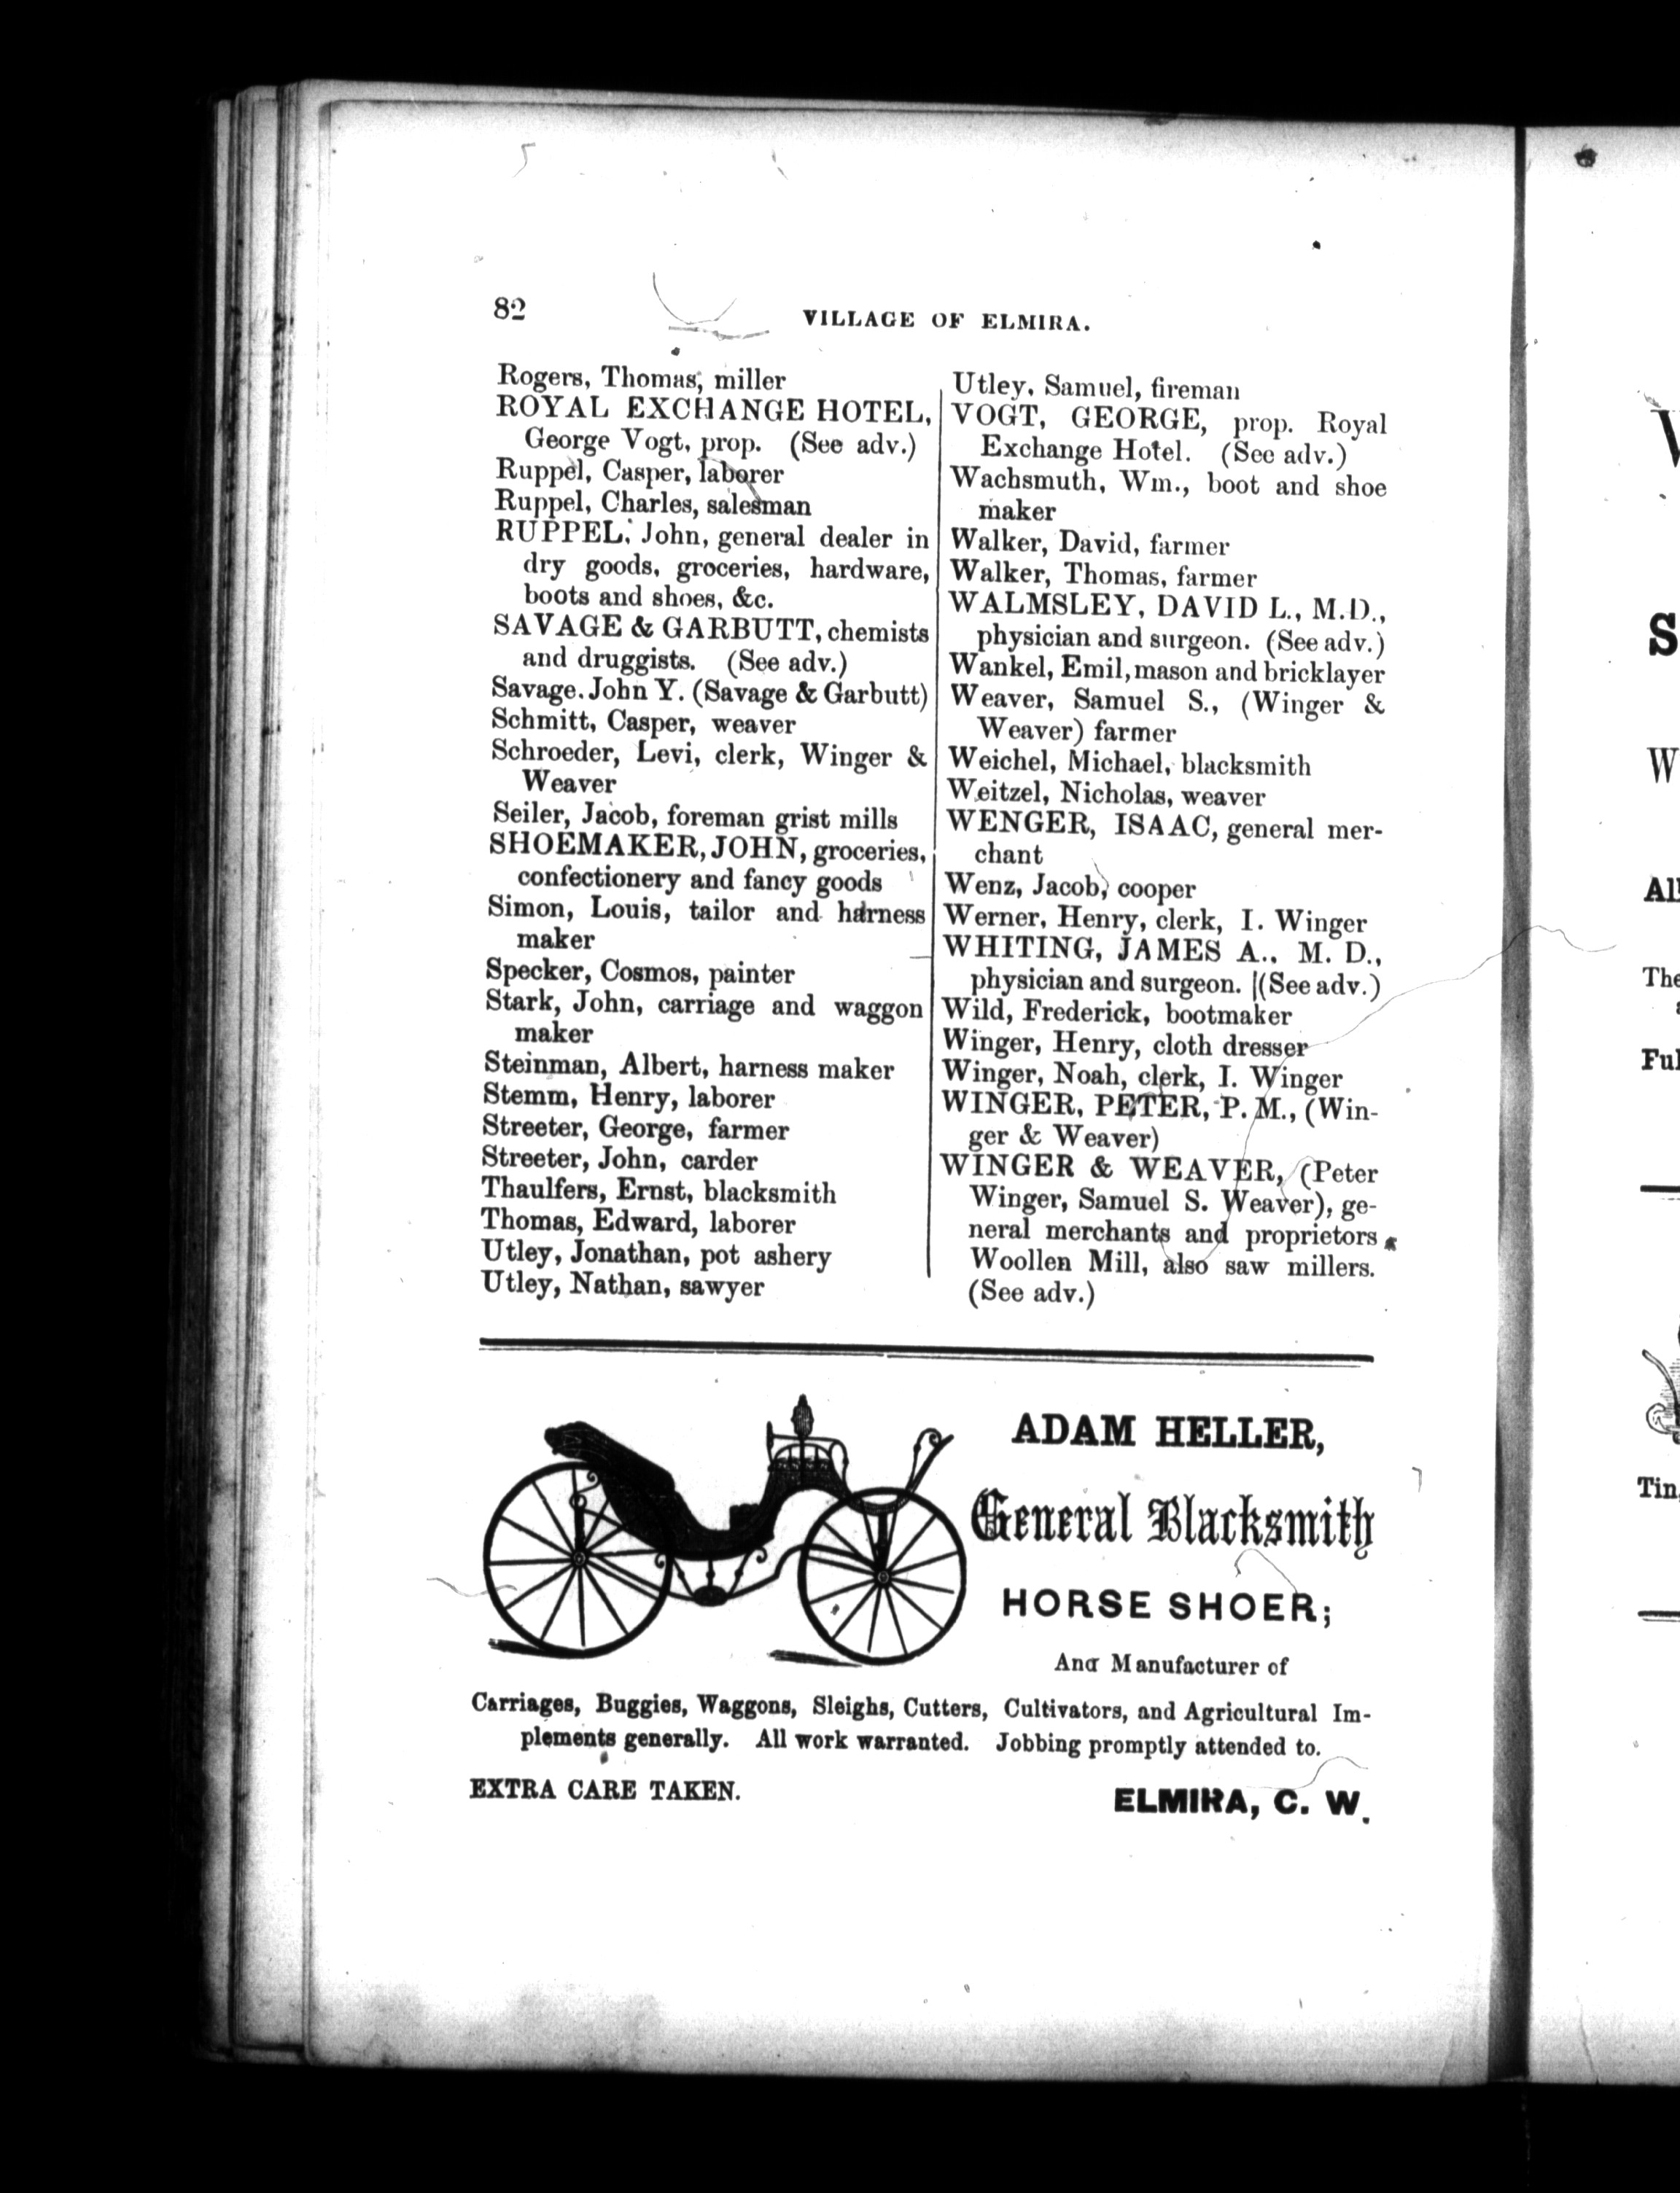 82
VILLAGE OF ELMIRA.
Rogers, Thomas, miller
ROYAL EXCHANGE HOTEL,
George Vogt, prop. (See adv.)
Ruppel, Casper, laborer
Ruppel, Charles, salesman
RUPPEL, John, general dealer in
dry goods, groceries, hardware,
boots and shoes, &c.
SAVAGE & GARBUTT, chemists
and druggists. (See adv.)
Savage, John Y. (Savage & Garbutt)
Schmitt, Casper, weaver
Schroeder, Levi, clerk, Winger &
Weaver
Seiler, Jacob, foreman grist mills
SHOEMAKER, JOHN, groceries,
confectionery and fancy goods
Simon, Louis, tailor and harness
maker
Specker, Cosmos, painter
Stark, John, carriage and waggon
maker
Steinman, Albert, harness maker
Stemm, Henry, laborer
Streeter, George, farmer
Streeter, John, carder
Thaulfers, Ernst, blacksmith
Thomas, Edward, laborer
Utley, Jonathan, pot ashery
Utley, Nathan, sawyer
Utley, Samuel, fireman
VOGT, GEORGE, prop. Royal
Exchange Hotel. (See adv.)
Wachsmuth, Wm., boot and shoe
maker
Walker, David, farmer
Walker, Thomas, farmer
WALMSLEY, DAVID L., M.D.,
physician and surgeon. (See adv.)
Wankel, Emil, mason and bricklayer
Weaver, Samuel S., (Winger &
Weaver) farmer
Weichel, Michael, blacksmith
Weitzel, Nicholas, weaver
WENGER, ISAAC, general mer-
chant
Wenz, Jacob, cooper
Werner, Henry, clerk, I. Winger
WHITING, JAMES A., M. D.,
physician and surgeon. (See adv.)
Wild, Frederick, bootmaker
Winger, Henry, cloth dresser
Winger, Noah, clerk, I. Winger
WINGER, PETER, P. M., (Win-
ger & Weaver)
WINGER & WEAVER, (Peter
Winger, Samuel S. Weaver), ge-
neral merchants and proprietors
Woollen Mill, also saw millers.
(See adv.)
ADAM HELLER,
General Blacksmith
HORSE SHOER;
And Manufacturer of
Carriages, Buggies, Waggons, Sleighs, Cutters, Cultivators, and Agricultural Im-
plements generally. All work warranted. Jobbing promptly attended to.
EXTRA CARE TAKEN.
ELMIRA, C. W.
The
Tin